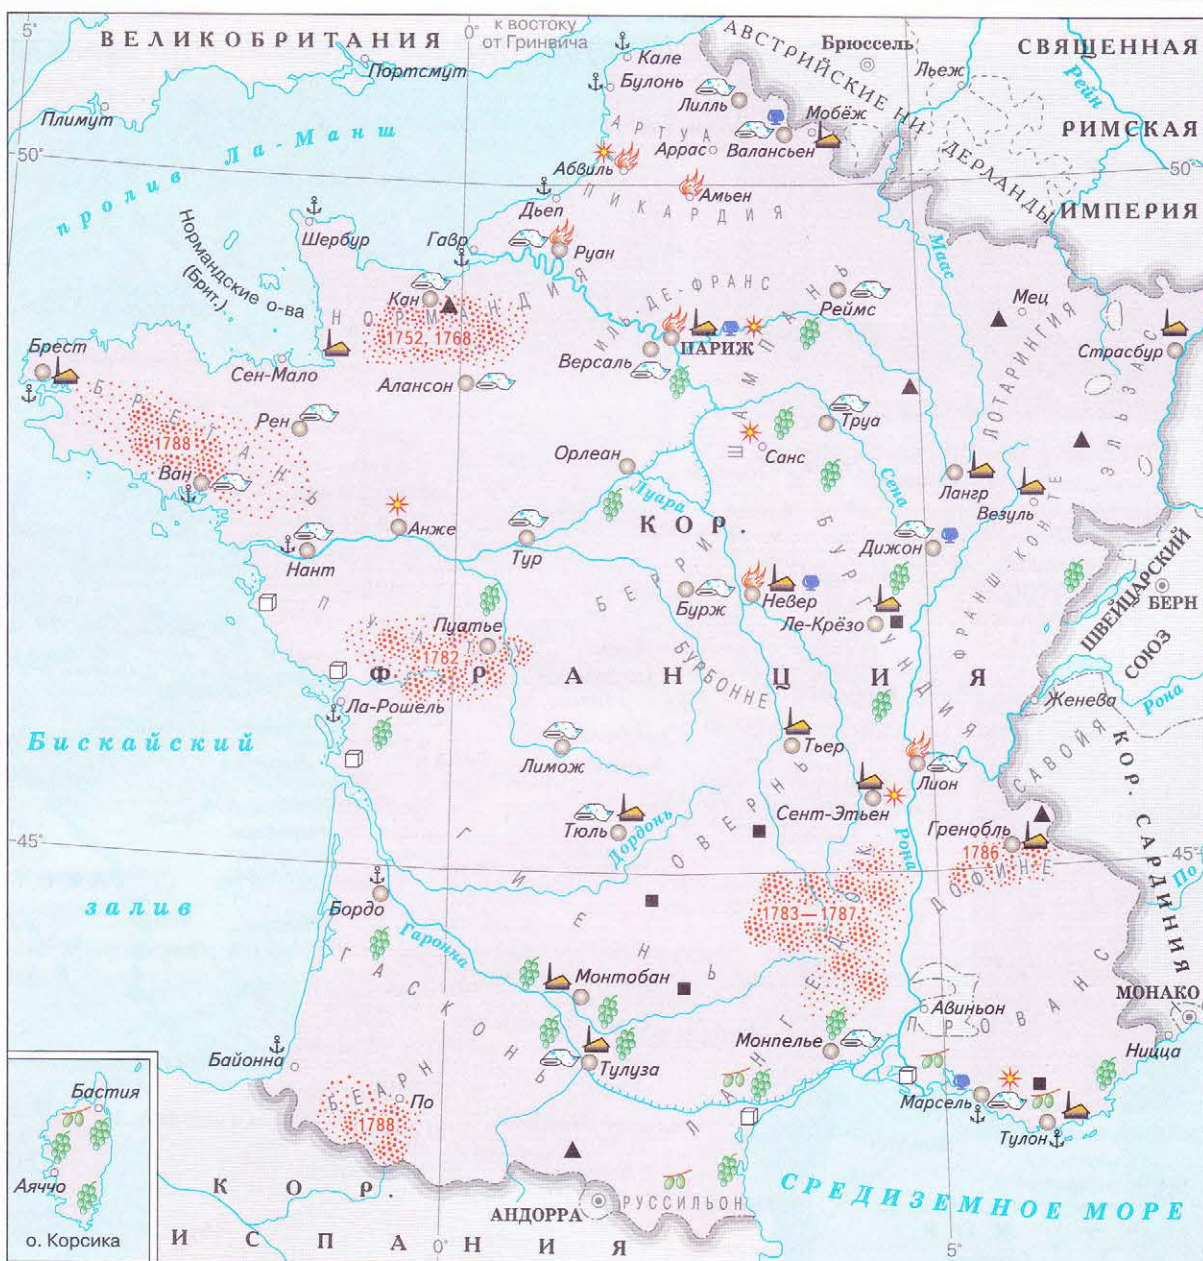 5°
0°
к востоку
от Гринвича
ВЕЛИКОБРИТАНИЯ
Портсмут
Плимут
пролив Ла-Манш
50°
Нормандские о-ва
(Брит.)
Кале
Булонь
АВСТРИЙСКИЕ НИДЕРЛАНДЫ
Брюссель
Льеж
СВЯЩЕННАЯ
РИМСКАЯ
ИМПЕРИЯ
Рейн
50°
Лилль
АРТУА
Аррас
Валансьен
Мобёж
Абвиль
Амьен
ПИКАРДИЯ
Дьеп
Шербур
Гавр
Руан
Маас
Кан
НОРМАНДИЯ
1752, 1768
ИЛЬ-ДЕ-ФРАНС
Реймс
Мец
ПАРИЖ
Версаль
ШАМПАНЬ
ЛОТАРИНГИЯ
Страсбур
ЭЛЬЗАС
Брест
Сен-Мало
Алансон
БРЕТАНЬ
1788
Рен
Ван
Труа
Санс
Сена
Орлеан
Луара
Лангр
Везуль
Анже
Тур
КОР.
Нант
БЕРРИ
Бурж
Невер
БУРГУНДИЯ
Дижон
Ле-Крёзо
ФРАНШ-КОНТЕ
ШВЕЙЦАРСКИЙ
СОЮЗ
БЕРН
Пуатье
ПУАТУ
1782
ФРАНЦИЯ
БУРБОННЕ
Ла-Рошель
Женева
Рона
САВОЙЯ
КОР. САРДИНИЯ
Бискайский
залив
Лимож
Тьер
Лион
Сент-Этьен
Тюль
Дордонь
ОВЕРНЬ
Рона
Гренобль
1786
ДОФИНЕ
45°
45°
По
Бордо
ГИЕНЬ
1783—1787
Гаронна
ГАСКОНЬ
Монтобан
ЛАНГЕДОК
Авиньон
ПРОВАНС
МОНАКО
Ницца
Байонна
Тулуза
Монпелье
Марсель
Тулон
БЕАРН
По
1788
Бастия
Аяччо
о. Корсика
КОР.
ИСПАНИЯ
АНДОРРА
РУССИЛЬОН
СРЕДИЗЕМНОЕ МОРЕ
0°
5°